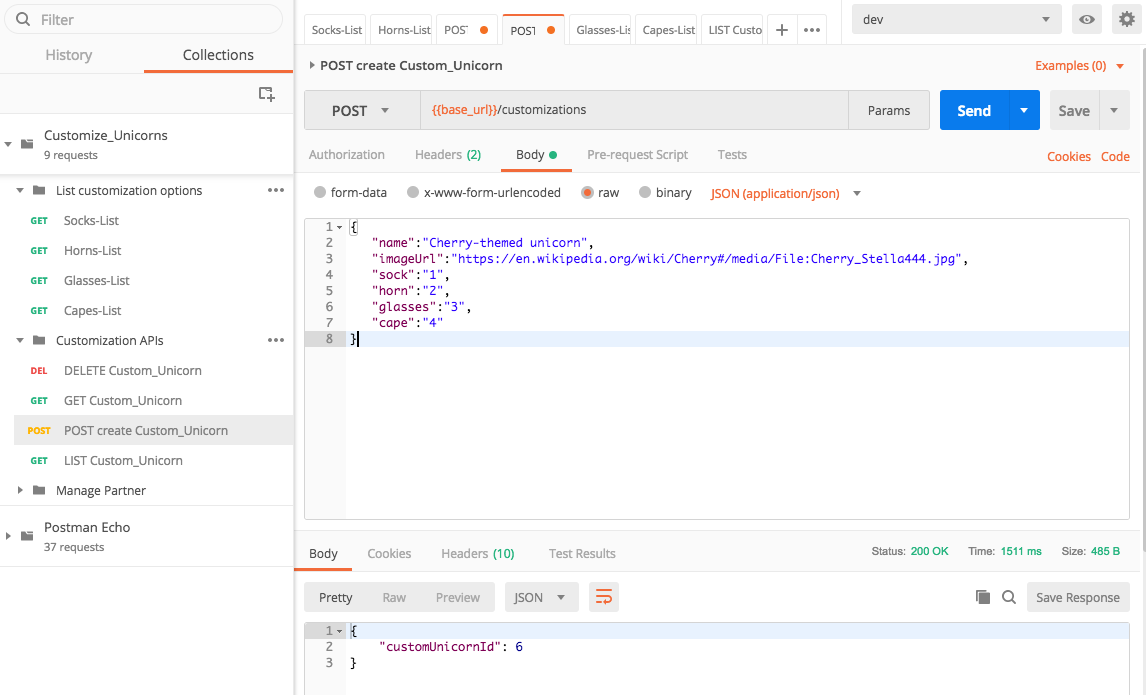 Filter
History
Collections
Customize_Unicorns
9 requests
List customization options
GET Socks-List
GET Horns-List
GET Glasses-List
GET Capes-List
Customization APIs
DEL DELETE Custom_Unicorn
GET GET Custom_Unicorn
POST POST create Custom_Unicorn
GET LIST Custom_Unicorn
Manage Partner
Postman Echo
37 requests
Socks-List Horns-List POST POST Glasses-Lis Capes-List LIST Custo
dev
POST create Custom_Unicorn
Examples (0)
POST {{base_url}}/customizations Params Send Save
Authorization Headers (2) Body Pre-request Script Tests Cookies Code
form-data x-www-form-urlencoded raw binary JSON (application/json)
1 {
2 "name":"Cherry-themed unicorn",
3 "imageUrl":"https://en.wikipedia.org/wiki/Cherry#/media/File:Cherry_Stella444.jpg",
4 "sock":"1",
5 "horn":"2",
6 "glasses":"3",
7 "cape":"4"
8 }
Body Cookies Headers (10) Test Results Status: 200 OK Time: 1511 ms Size: 485 B
Pretty Raw Preview JSON Save Response
1 {
2 "customUnicornId": 6
3 }